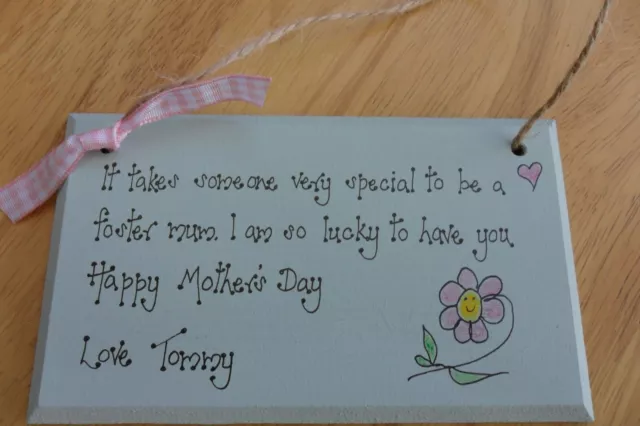 It takes someone very special to be a
foster mum. I am so lucky to have you
Happy Mother's Day
Love Tommy